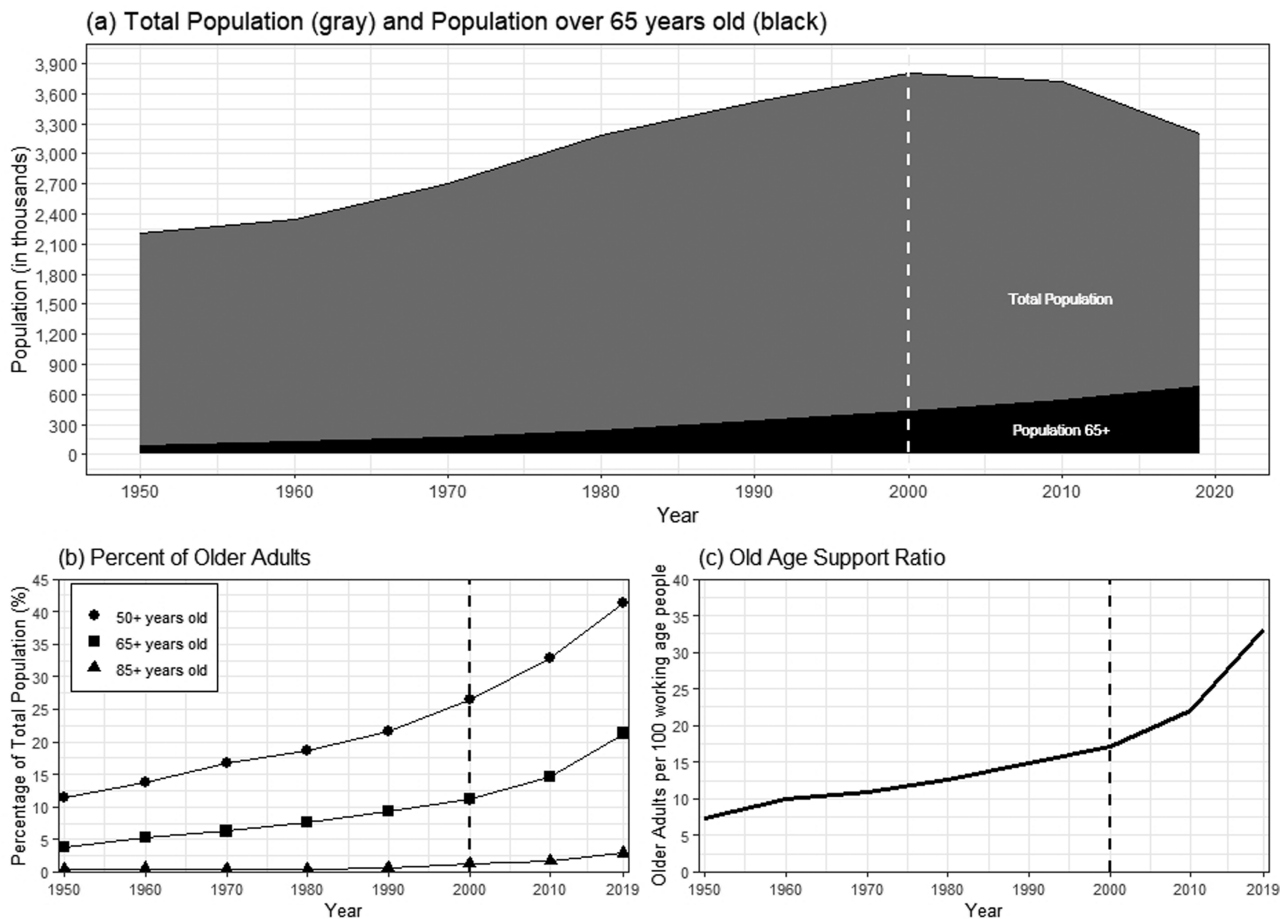 (a) Total Population (gray) and Population over 65 years old (black)
Population (in thousands)
3,900
3,600
3,300
3,000
2,700
2,400
2,100
1,800
1,500
1,200
900
600
300
0
Total Population
Population 65+
1950 1960 1970 1980 1990 2000 2010 2020
Year
(b) Percent of Older Adults
Percentage of Total Population (%)
45
40
35
30
25
20
15
10
5
0
50+ years old
65+ years old
85+ years old
1950 1960 1970 1980 1990 2000 2010 2019
Year
(c) Old Age Support Ratio
Older Adults per 100 working age people
40
35
30
25
20
15
10
5
0
1950 1960 1970 1980 1990 2000 2010 2019
Year